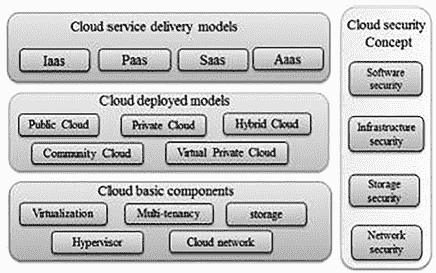 Cloud service delivery models
Iaas Paas Saas Aaas
Cloud deployed models
Public Cloud Private Cloud Hybrid Cloud
Community Cloud Virtual Private Cloud
Cloud basic components
Virtualization Multi-tenancy storage
Hypervisor Cloud network
Cloud security
Concept
Software
security
Infrastructure
security
Storage
security
Network
security